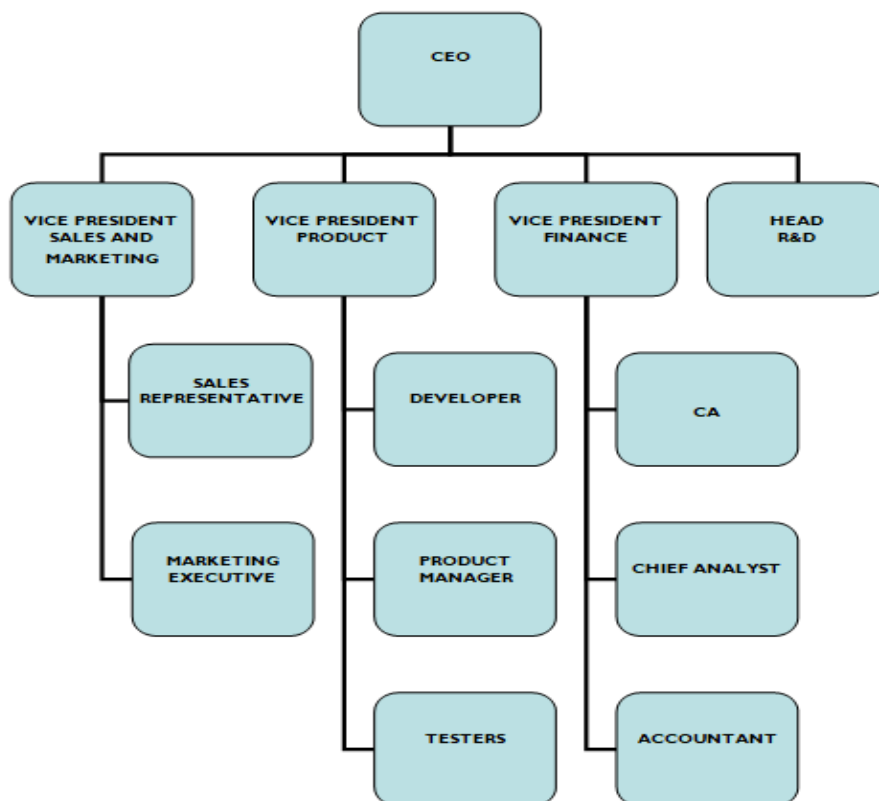 CEO
VICE PRESIDENT
SALES AND
MARKETING
VICE PRESIDENT
PRODUCT
VICE PRESIDENT
FINANCE
HEAD
R&D
SALES
REPRESENTATIVE
DEVELOPER
CA
MARKETING
EXECUTIVE
PRODUCT
MANAGER
CHIEF ANALYST
TESTERS
ACCOUNTANT